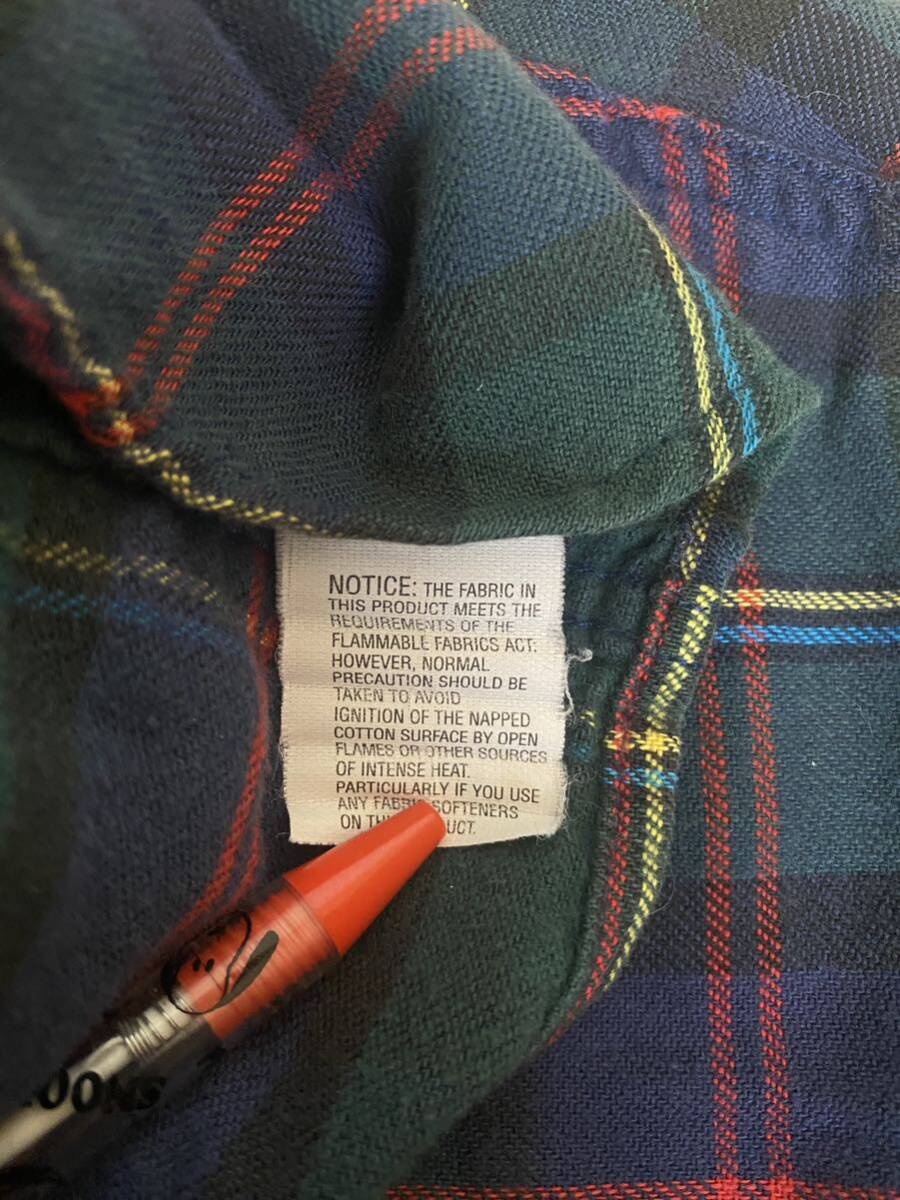 NOTICE: THE FABRIC IN
THIS PRODUCT MEETS THE
REQUIREMENTS OF THE
FLAMMABLE FABRICS ACT.
HOWEVER, NORMAL
PRECAUTION SHOULD BE
TAKEN TO AVOID
IGNITION OF THE NAPPED
COTTON SURFACE BY OPEN
FLAMES OR OTHER SOURCES
OF INTENSE HEAT.
PARTICULARLY IF YOU USE
ANY FABRIC SOFTENERS
ON